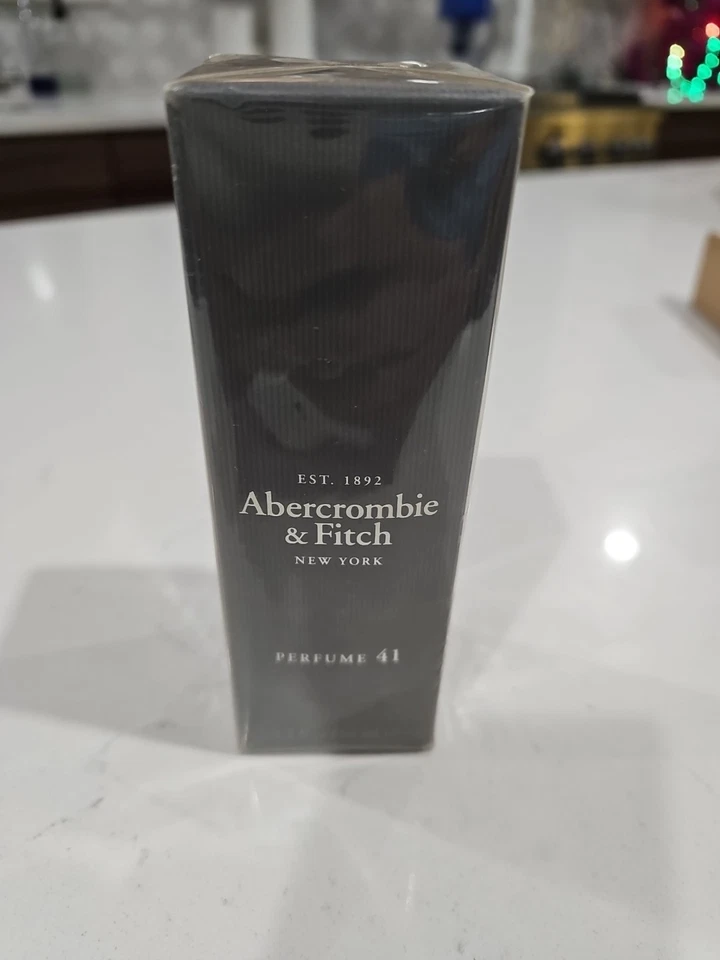 EST. 1892
Abercrombie
& Fitch
NEW YORK
PERFUME 41